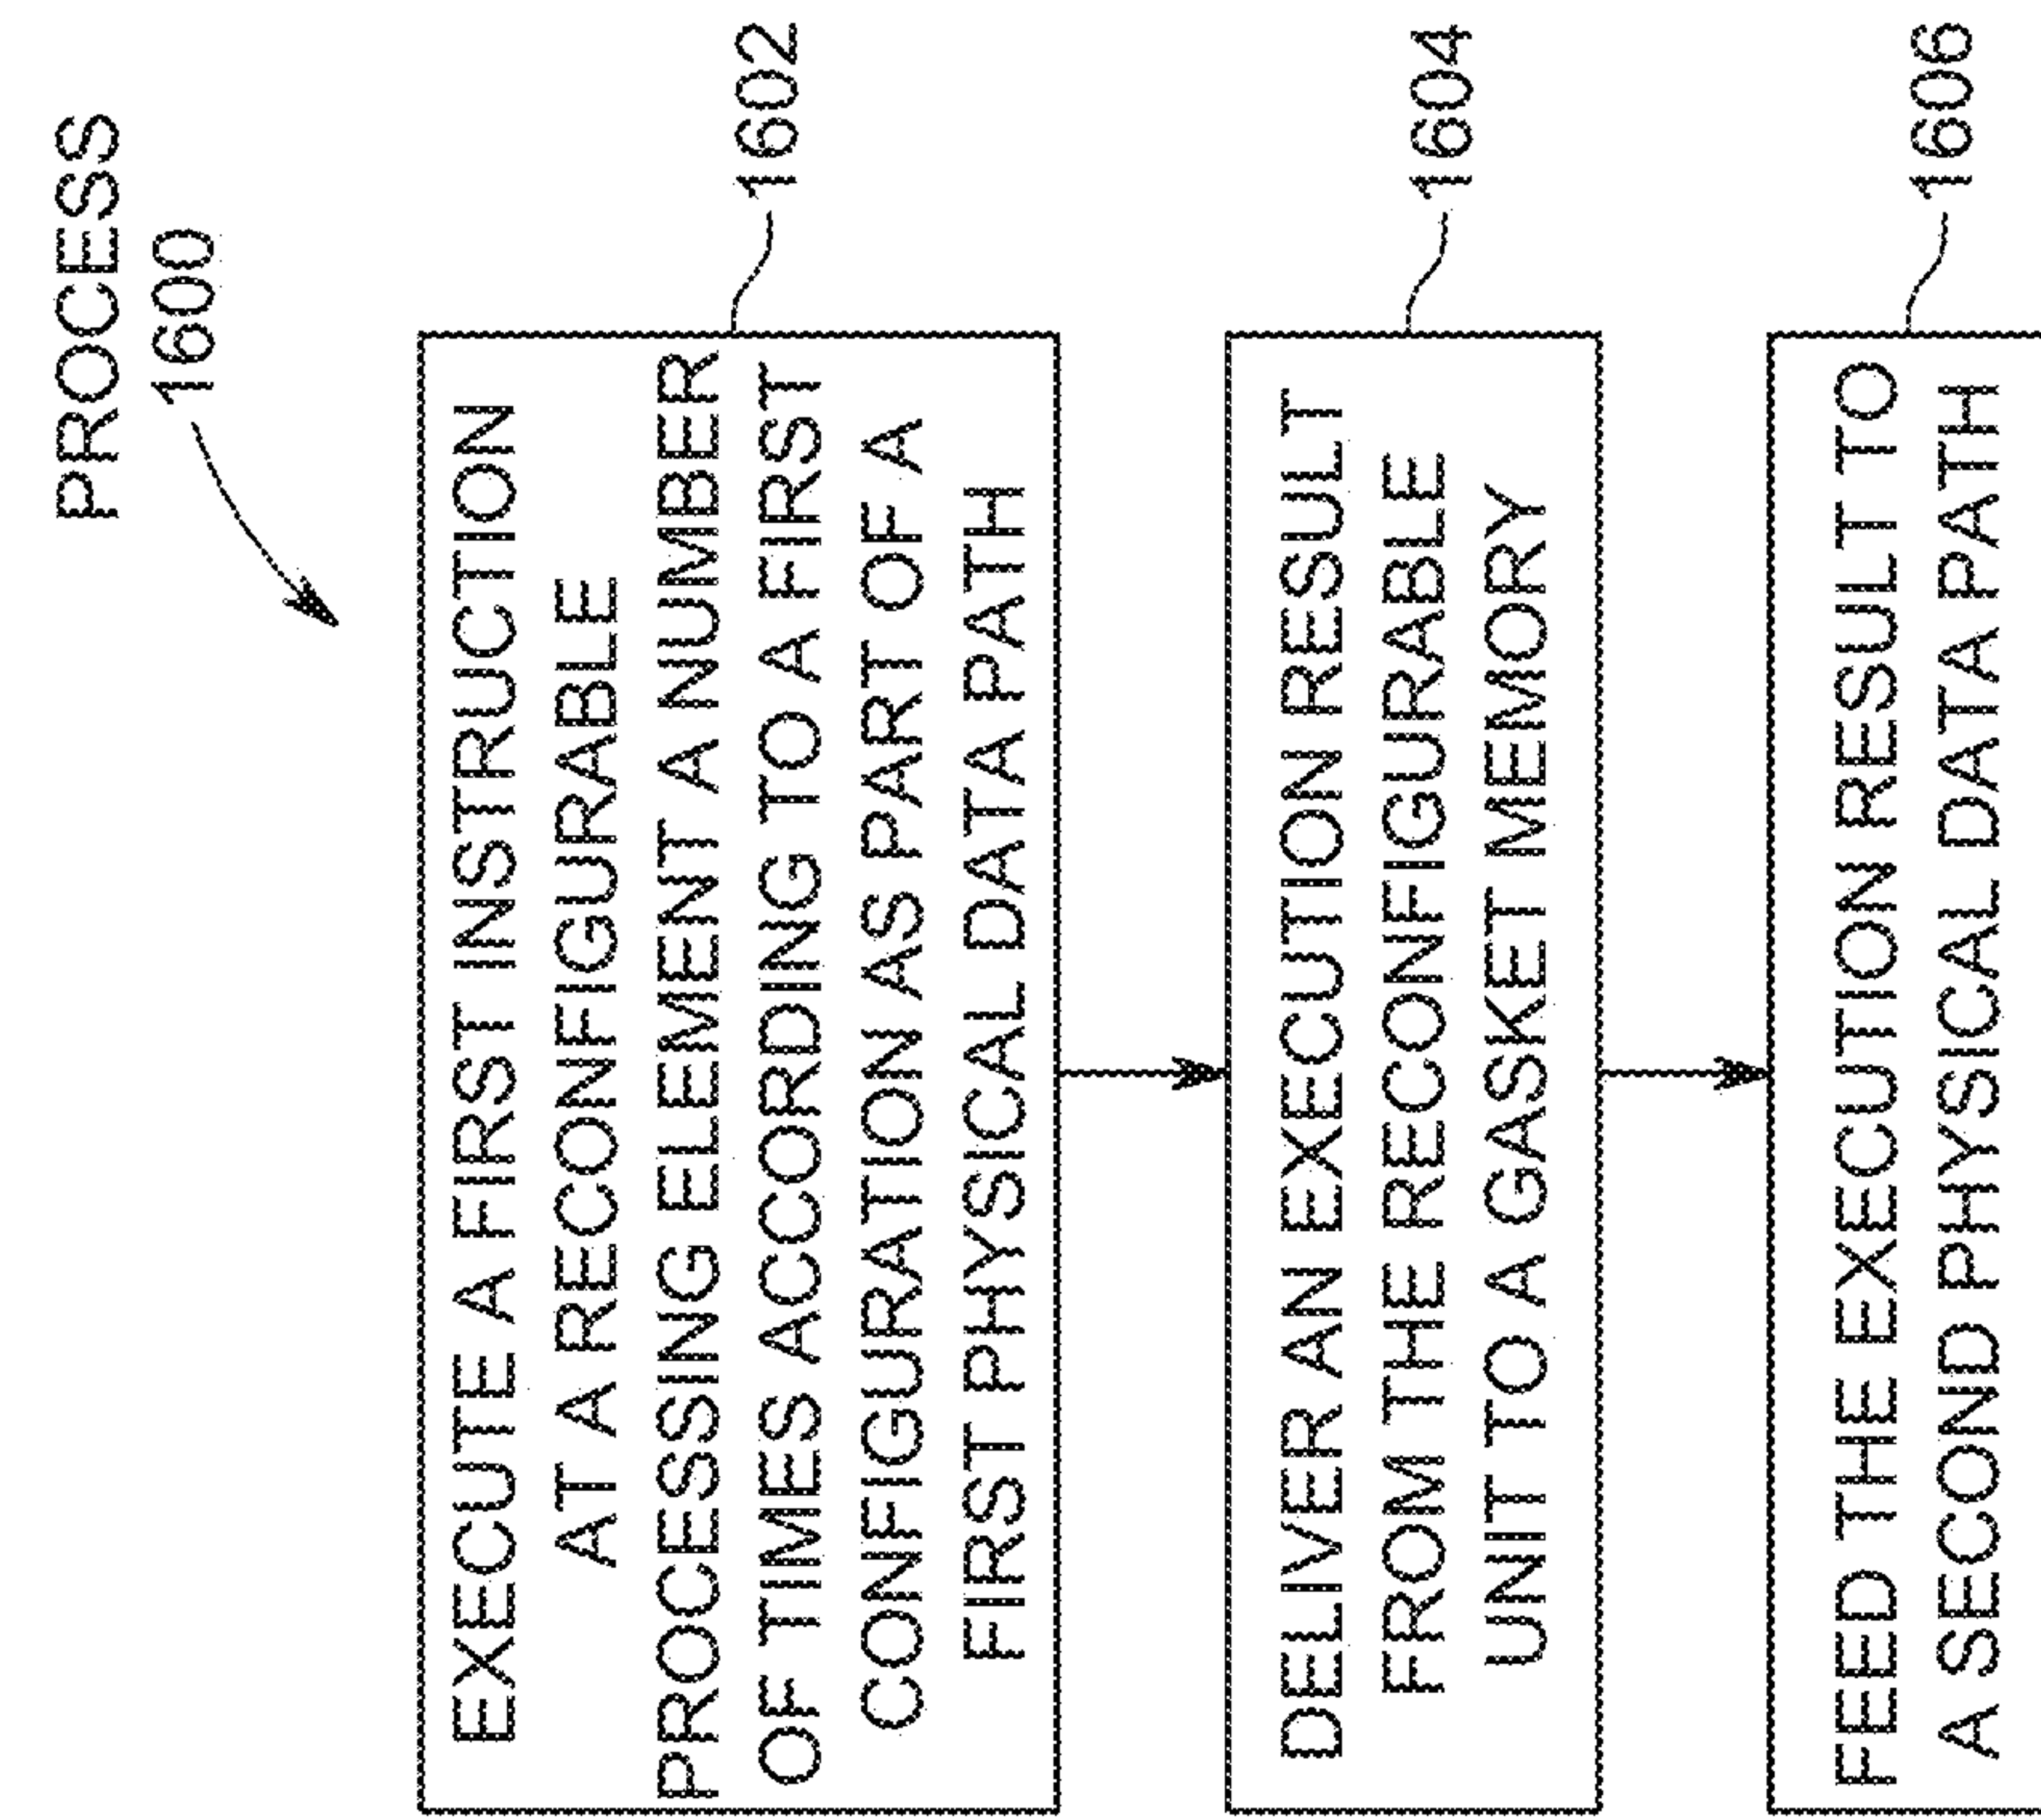 PROCESS
1600
EXECUTE A FIRST INSTRUCTION
AT A RECONFIGURABLE
PROCESSING ELEMENT A NUMBER
OF TIMES ACCORDING TO A FIRST
CONFIGURATION AS PART OF A
FIRST PHYSICAL DATA PATH
1602
DELIVER AN EXECUTION RESULT
FROM THE RECONFIGURABLE
UNIT TO A GASKET MEMORY
1604
FEED THE EXECUTION RESULT TO
A SECOND PHYSICAL DATA PATH
1606